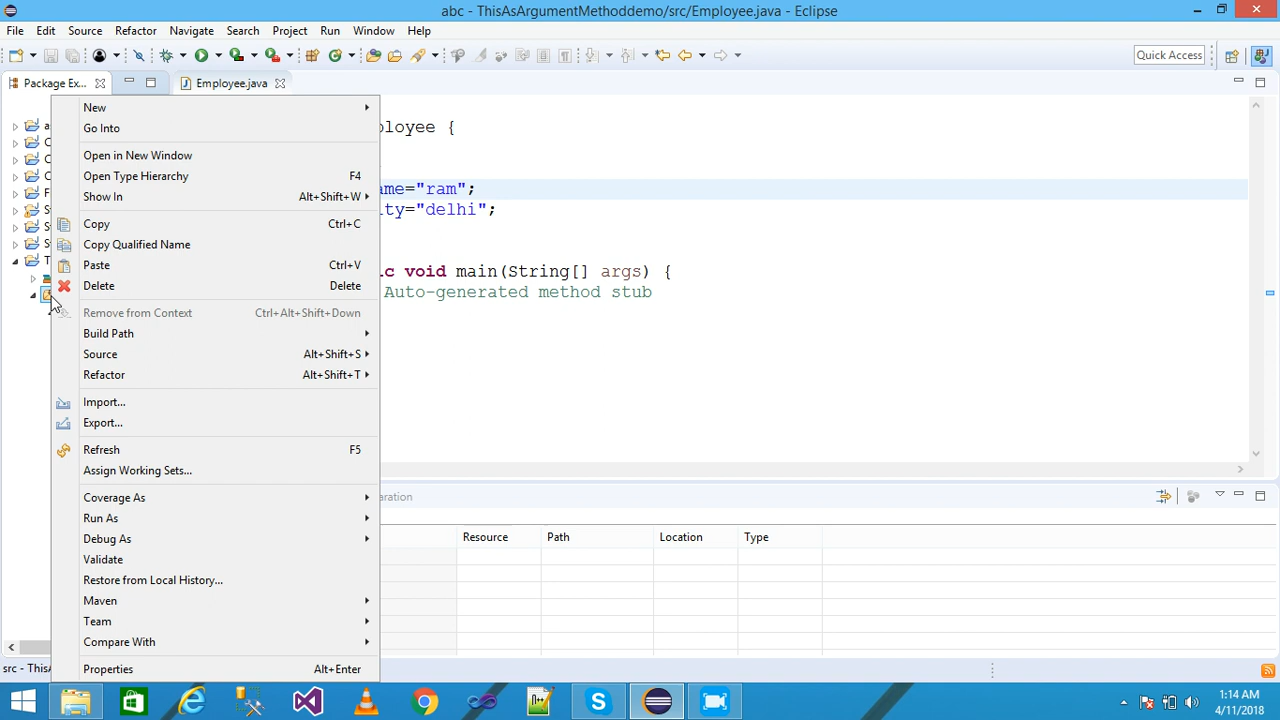 abc - ThisAsArgumentMethoddemo/src/Employee.java - Eclipse
File Edit Source Refactor Navigate Search Project Run Window Help
Quick Access
Package Ex... Employee.java
New
Go Into
Open in New Window
Open Type Hierarchy F4
Show In Alt+Shift+W
Copy Ctrl+C
Copy Qualified Name
Paste Ctrl+V
Delete Delete
Remove from Context Ctrl+Alt+Shift+Down
Build Path
Source Alt+Shift+S
Refactor Alt+Shift+T
Import...
Export...
Refresh F5
Assign Working Sets...
Coverage As
Run As
Debug As
Validate
Restore from Local History...
Maven
Team
Compare With
Properties Alt+Enter
ployee {
ame="ram";
ity="delhi";
ic void main(String[] args) {
Auto-generated method stub
aration
Resource Path Location Type
src - ThisA
1:14 AM
4/11/2018